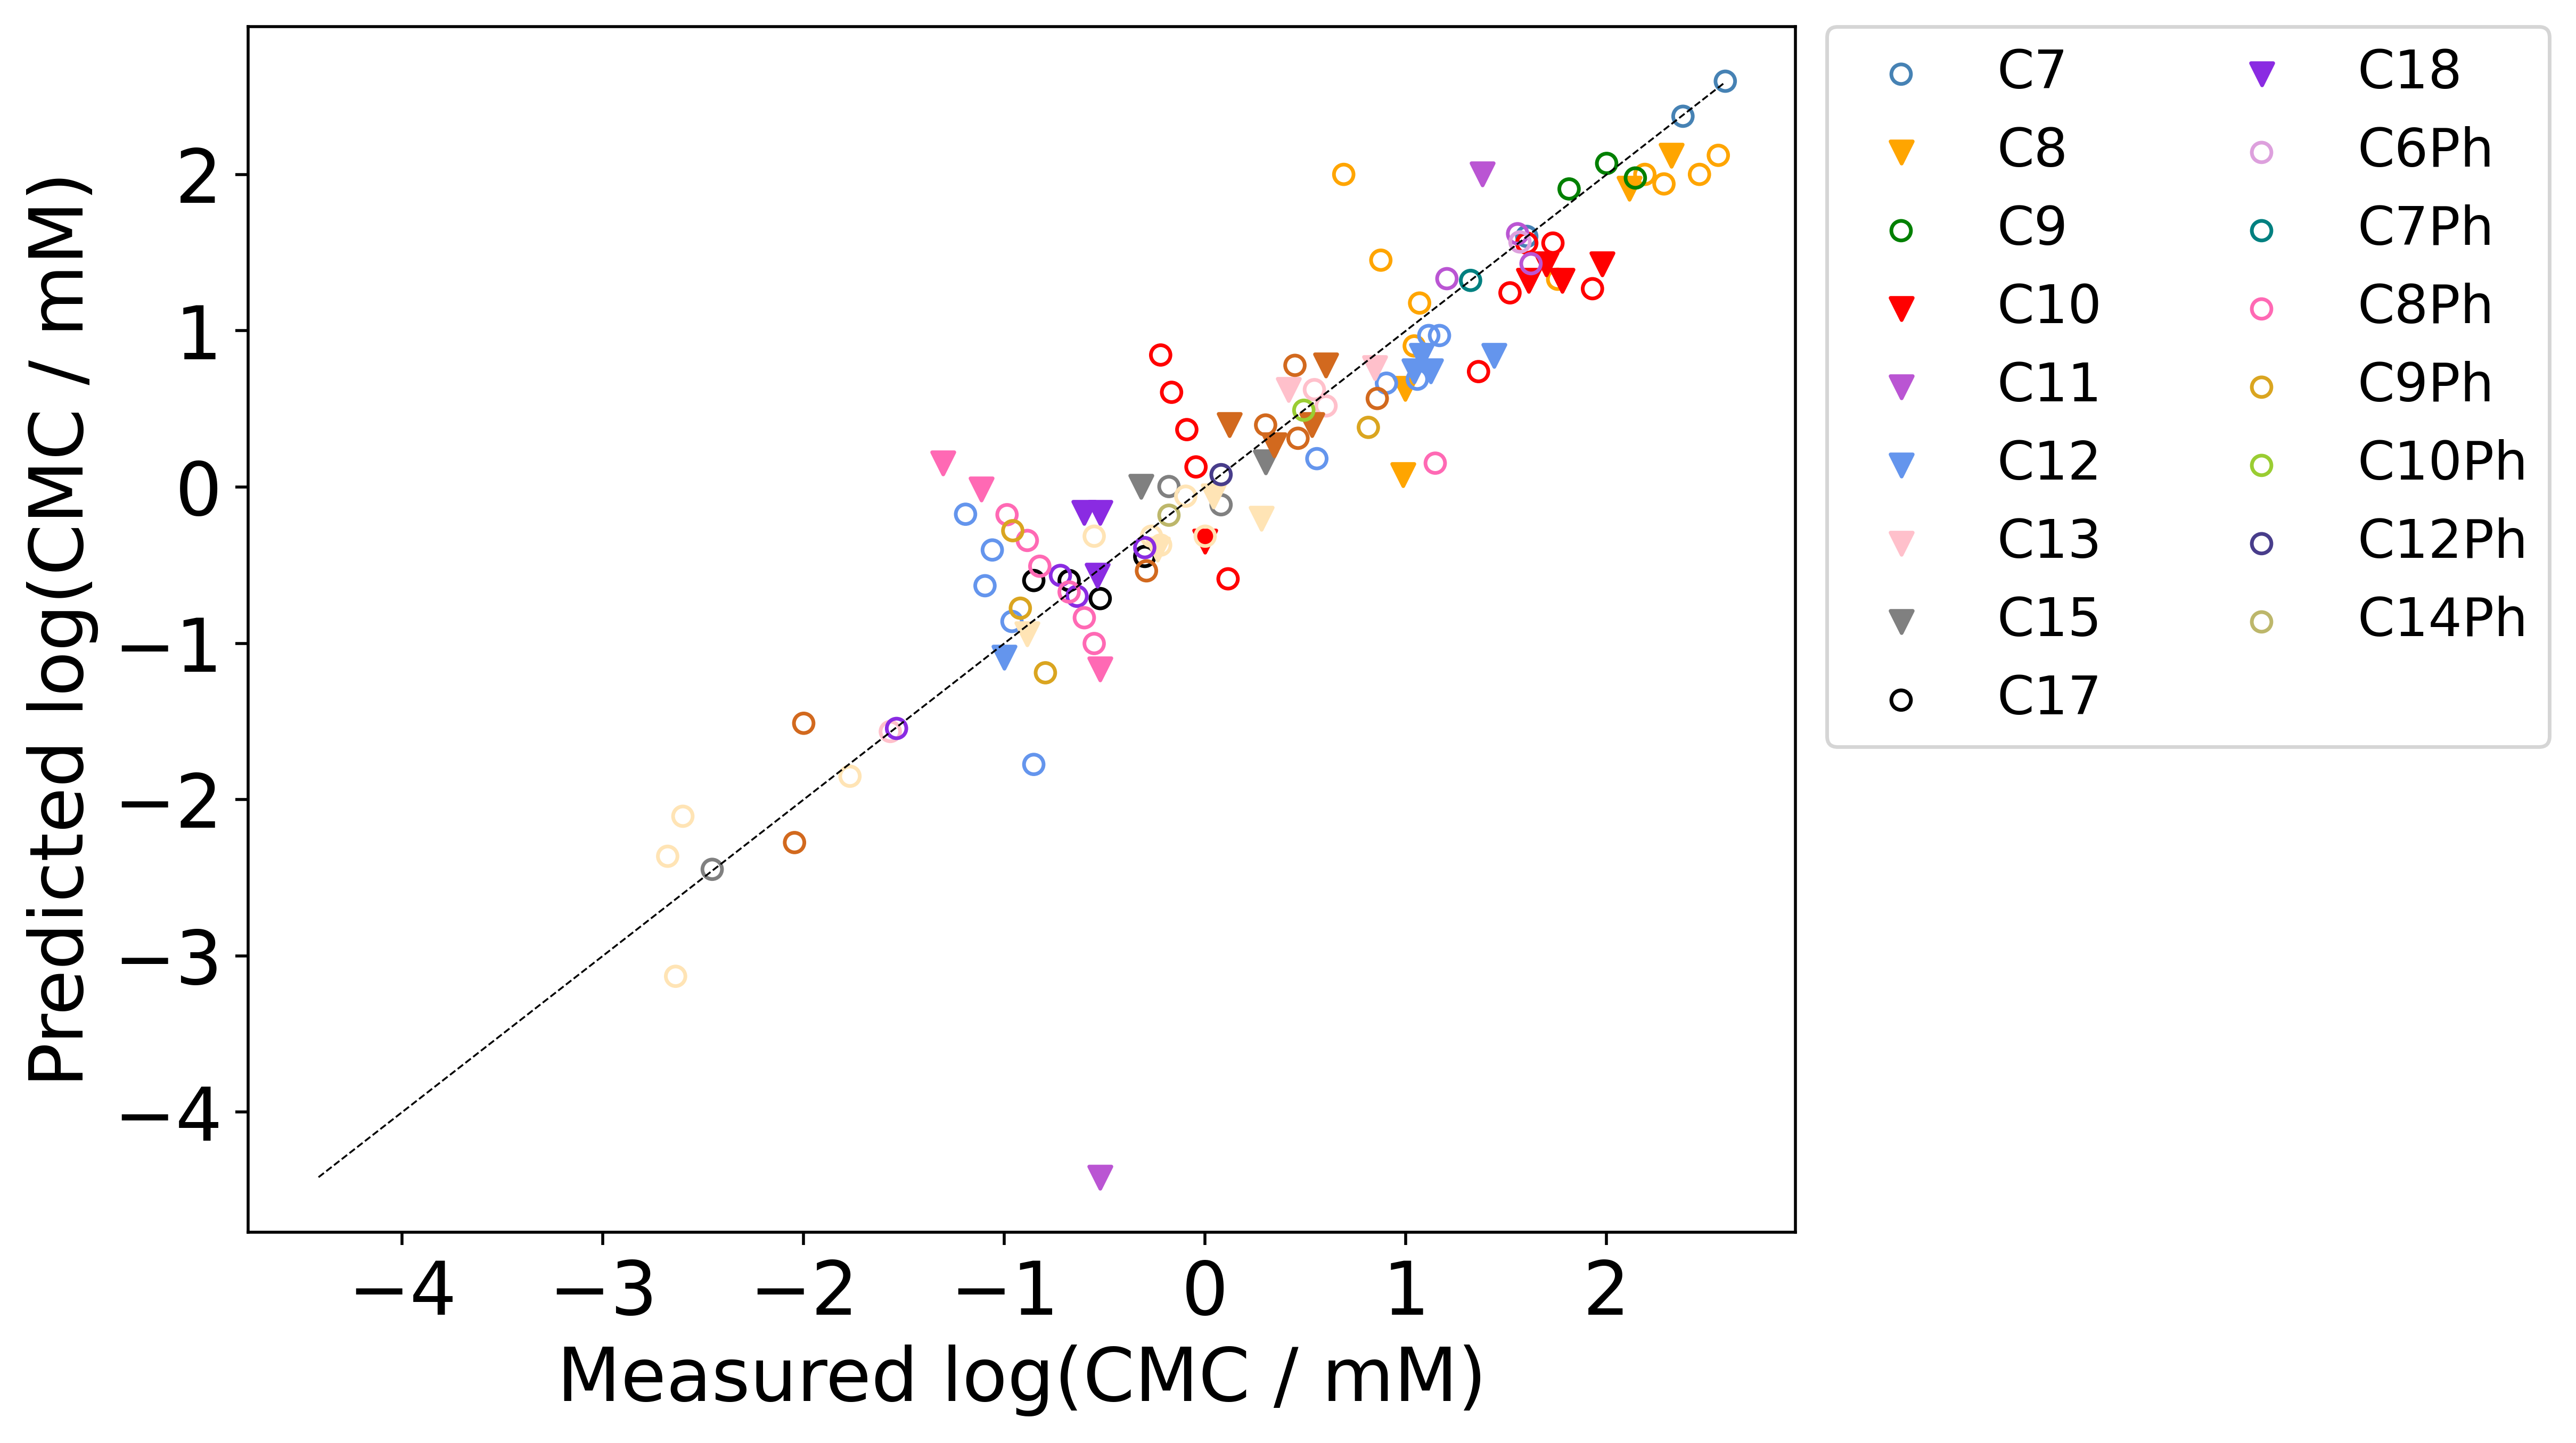 Predicted log(CMC / mM)
2
1
0
−1
−2
−3
−4
−4 −3 −2 −1 0 1 2
Measured log(CMC / mM)
C7
C8
C9
C10
C11
C12
C13
C15
C17
C18
C6Ph
C7Ph
C8Ph
C9Ph
C10Ph
C12Ph
C14Ph